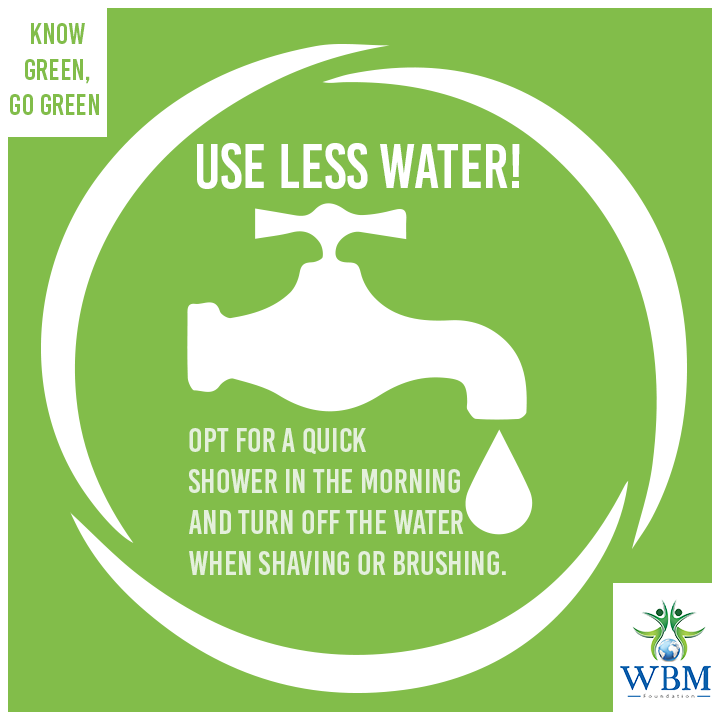 KNOW
GREEN,
GO GREEN
USE LESS WATER!
OPT FOR A QUICK
SHOWER IN THE MORNING
AND TURN OFF THE WATER
WHEN SHAVING OR BRUSHING.
WBM
Foundation